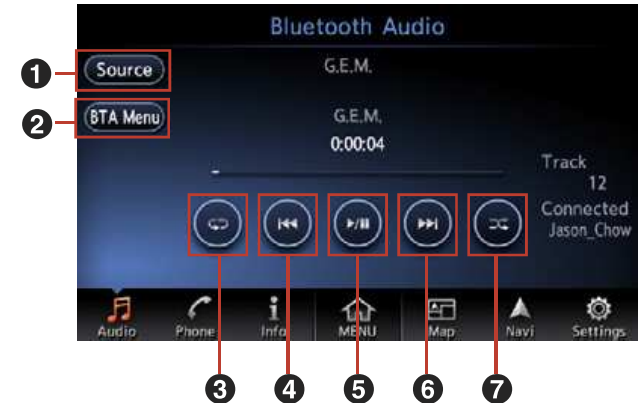 Bluetooth Audio
1 Source
G.E.M.
2 BTA Menu
G.E.M.
0:00:04
Track
12
Connected
Jason_Chow
Audio Phone Info MENU Map Navi Settings
3 4 5 6 7